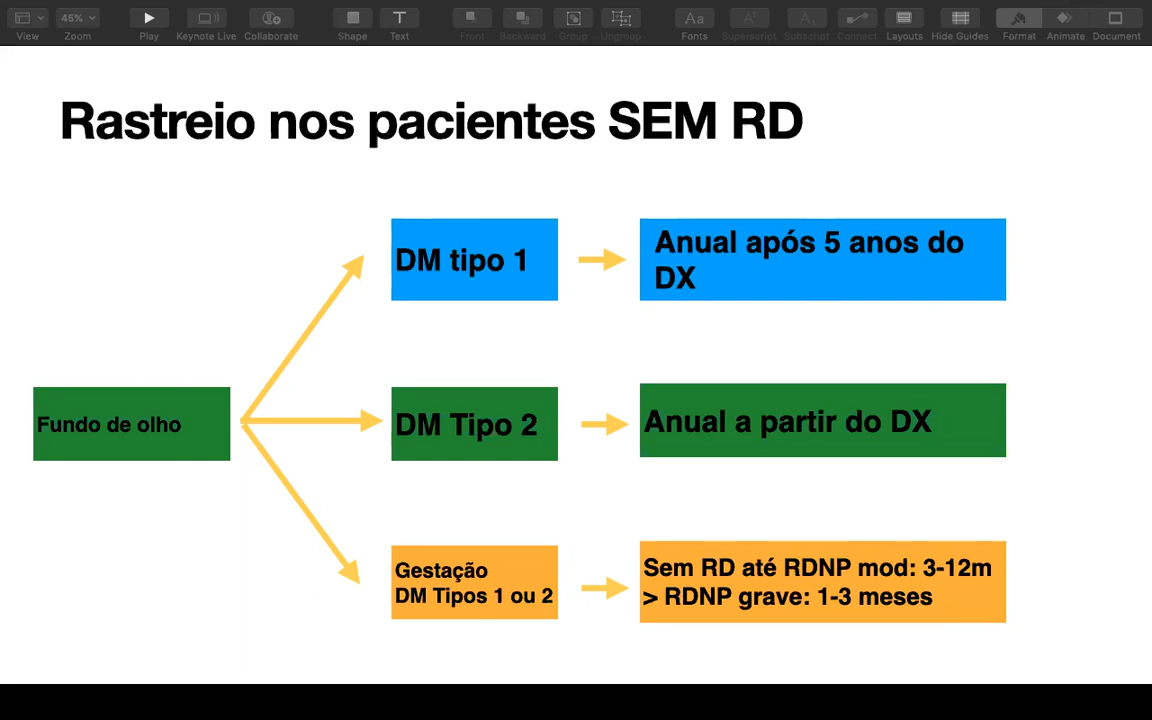 45%
View
Zoom
Play
Keynote Live
Collaborate
Shape
T
Text
Front
Backward
Group
Ungroup
Aa
Fonts
Superscript
Subscript
Connect
Layouts
Hide Guides
Format
Animate
Document
Rastreio nos pacientes SEM RD
DM tipo 1
Anual após 5 anos do
DX
Fundo de olho
DM Tipo 2
Anual a partir do DX
Gestação
DM Tipos 1 ou 2
Sem RD até RDNP mod: 3-12m
> RDNP grave: 1-3 meses